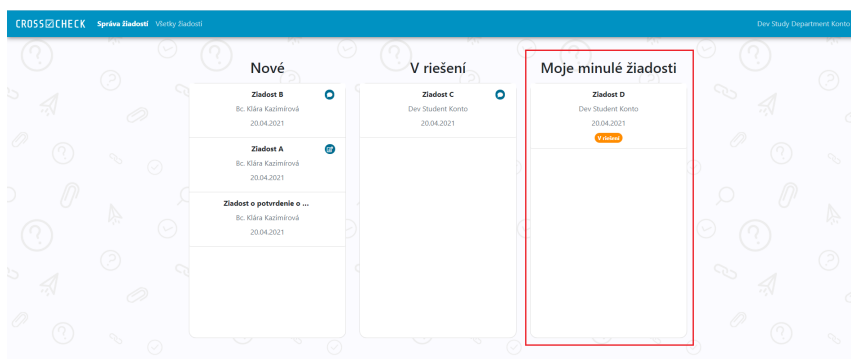 CROSS☑CHECK Správa žiadostí Všetky žiadosti Dev Study Department Konto
Nové
Ziadost B
Bc. Klára Kazimírová
20.04.2021
Ziadost A
Bc. Klára Kazimírová
20.04.2021
Ziadost o potvrdenie o ...
Bc. Klára Kazimírová
20.04.2021
V riešení
Ziadost C
Dev Student Konto
20.04.2021
Moje minulé žiadosti
Ziadost D
Dev Student Konto
20.04.2021
V riešení